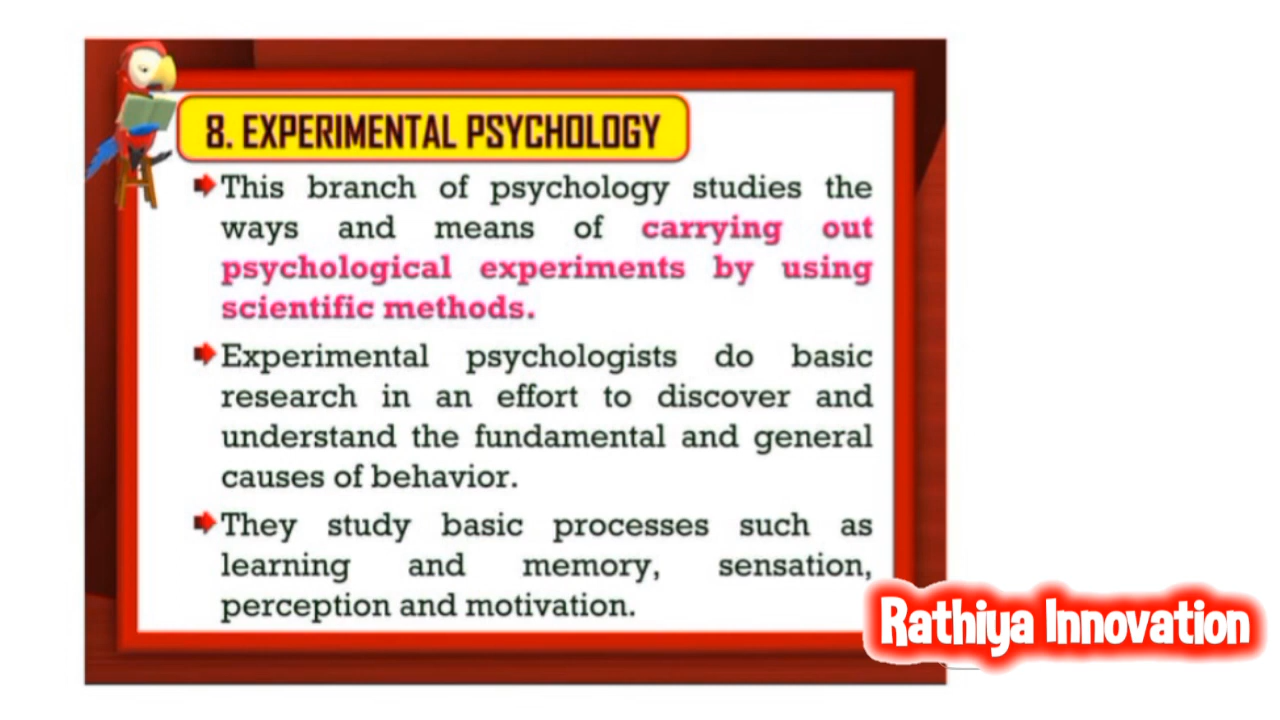 8. EXPERIMENTAL PSYCHOLOGY
This branch of psychology studies the
ways and means of carrying out
psychological experiments by using
scientific methods.
Experimental psychologists do basic
research in an effort to discover and
understand the fundamental and general
causes of behavior.
They study basic processes such as
learning and memory, sensation,
perception and motivation.
Rathiya Innovation